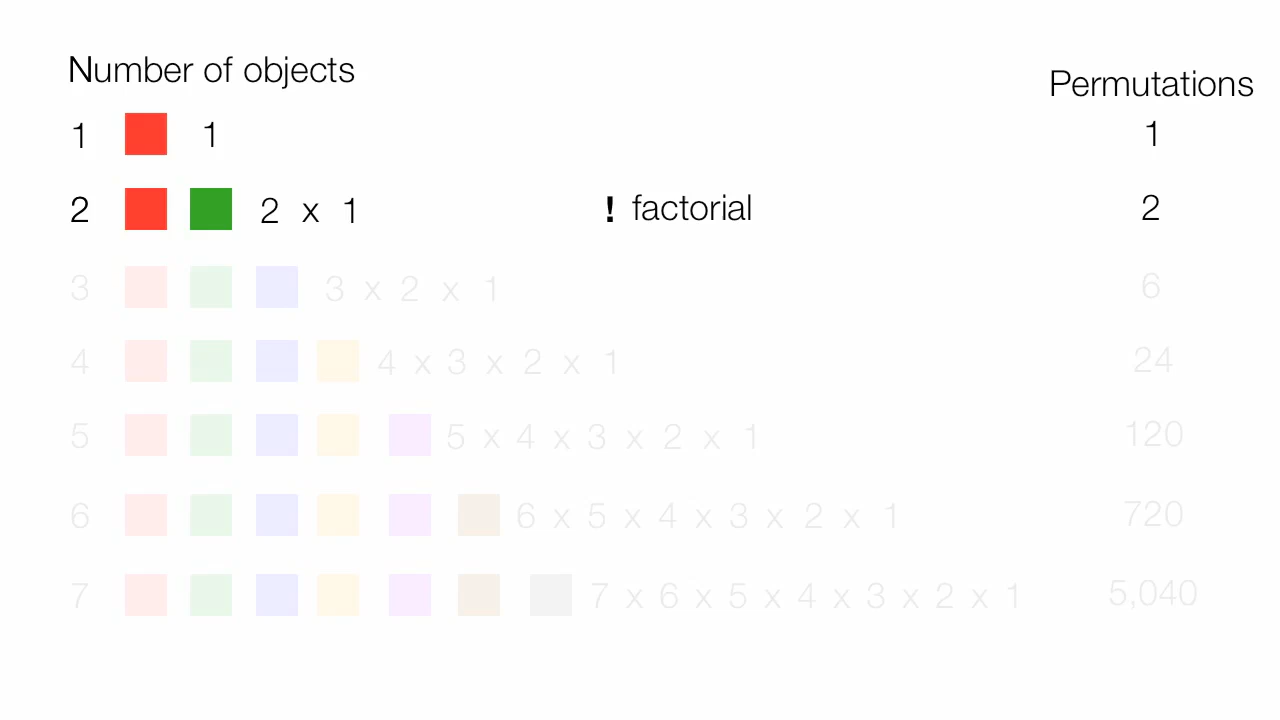 Number of objects
Permutations
1 1 1
2 2 x 1 ! factorial 2
3 3 x 2 x 1 6
4 4 x 3 x 2 x 1 24
5 5 x 4 x 3 x 2 x 1 120
6 6 x 5 x 4 x 3 x 2 x 1 720
7 7 x 6 x 5 x 4 x 3 x 2 x 1 5,040